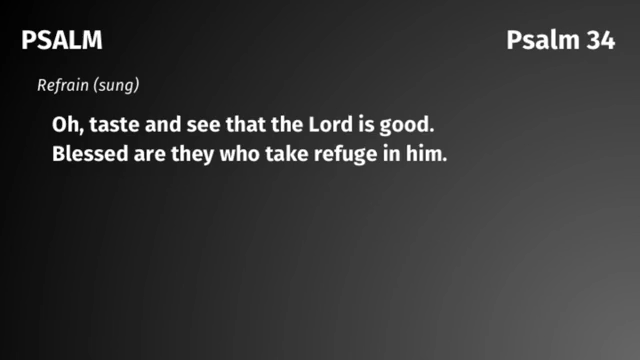 PSALM
Psalm 34
Refrain (sung)
Oh, taste and see that the Lord is good.
Blessed are they who take refuge in him.